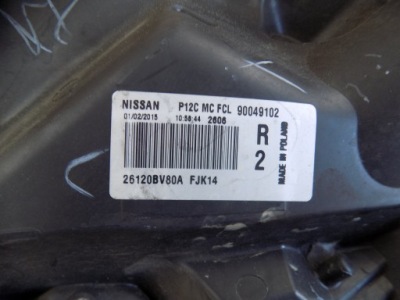 NISSAN P12C MC FCL 90049102
01/02/2015 10:58:44 2606
R
2
MADE IN POLAND
26120BV80A FJK14